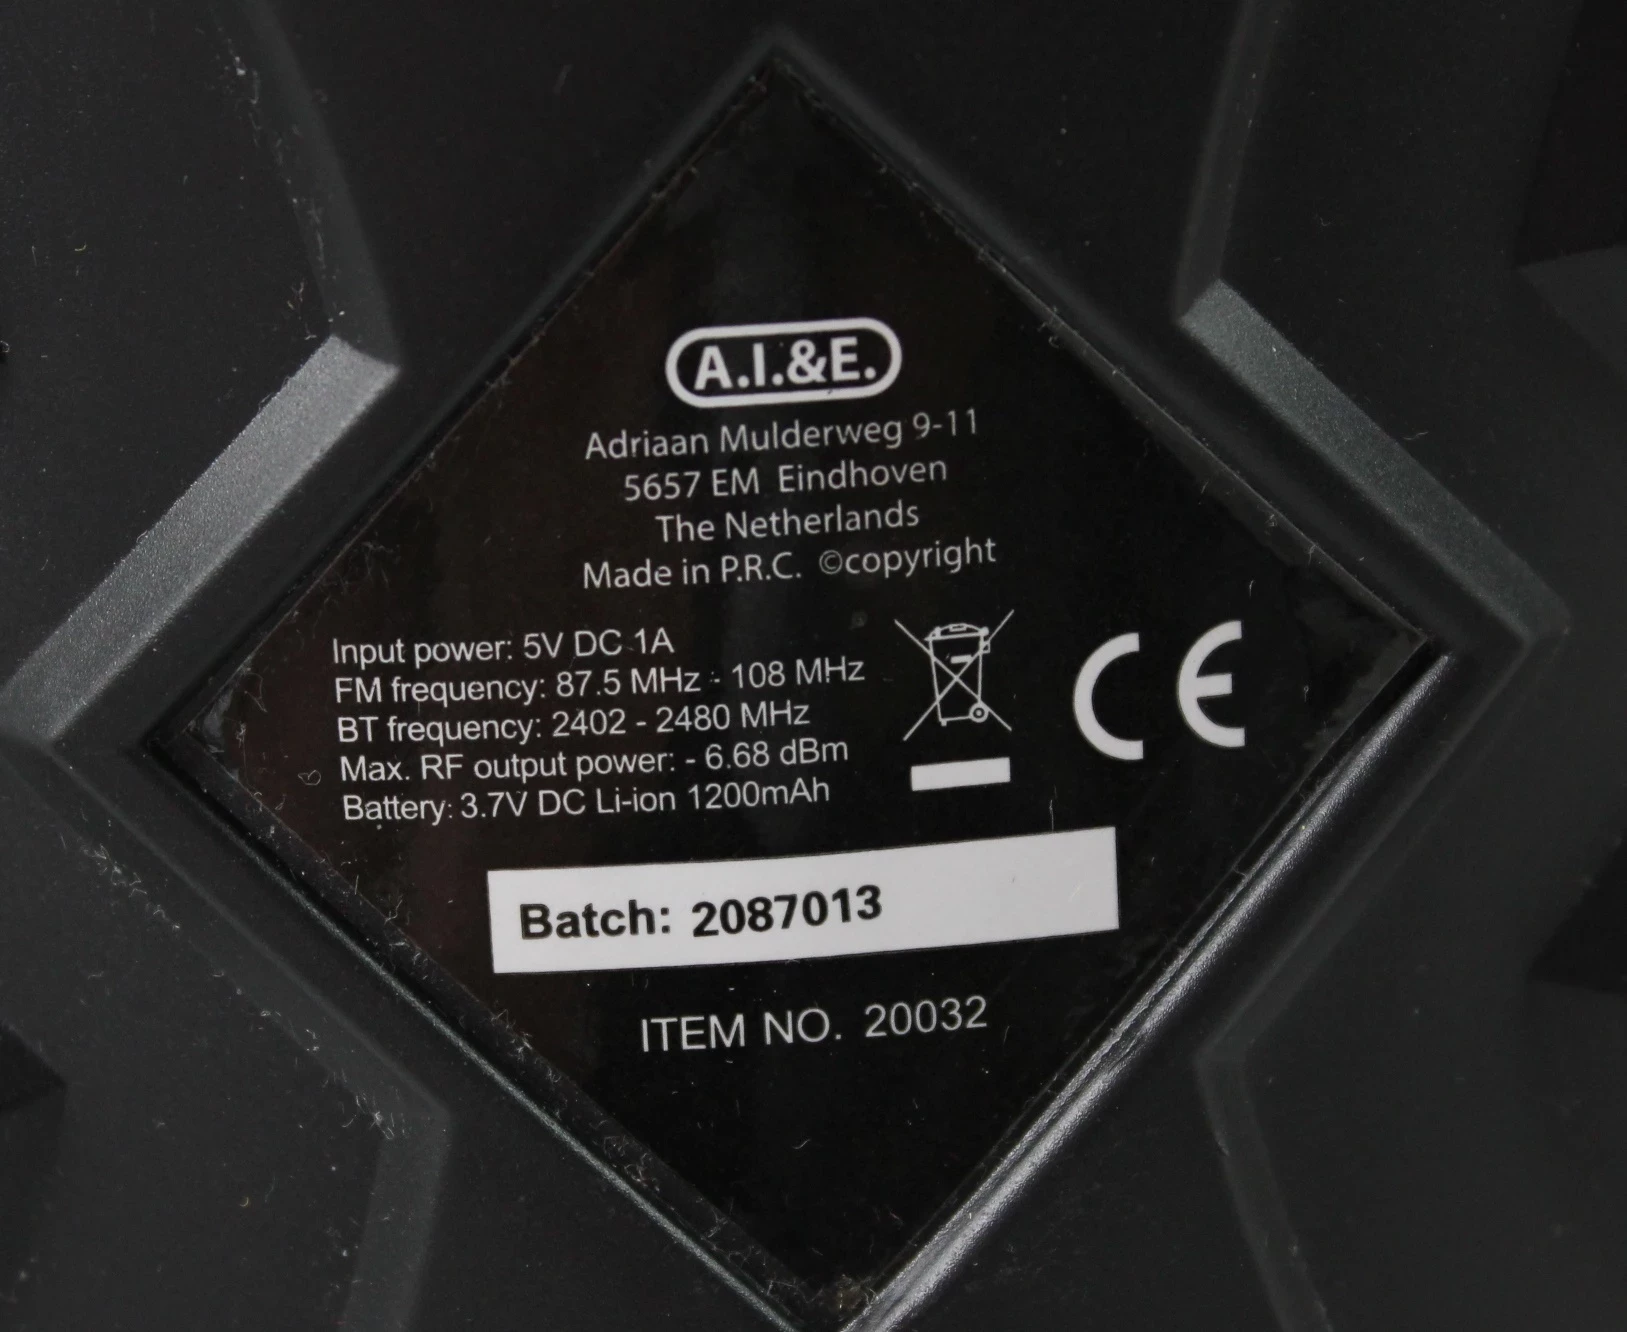 A.I.&E.
Adriaan Mulderweg 9-11
5657 EM Eindhoven
The Netherlands
Made in P.R.C. ©copyright
Input power: 5V DC 1A
FM frequency: 87.5 MHz - 108 MHz
BT frequency: 2402 - 2480 MHz
Max. RF output power: - 6.68 dBm
Battery: 3.7V DC Li-ion 1200mAh
CE
Batch: 2087013
ITEM NO. 20032